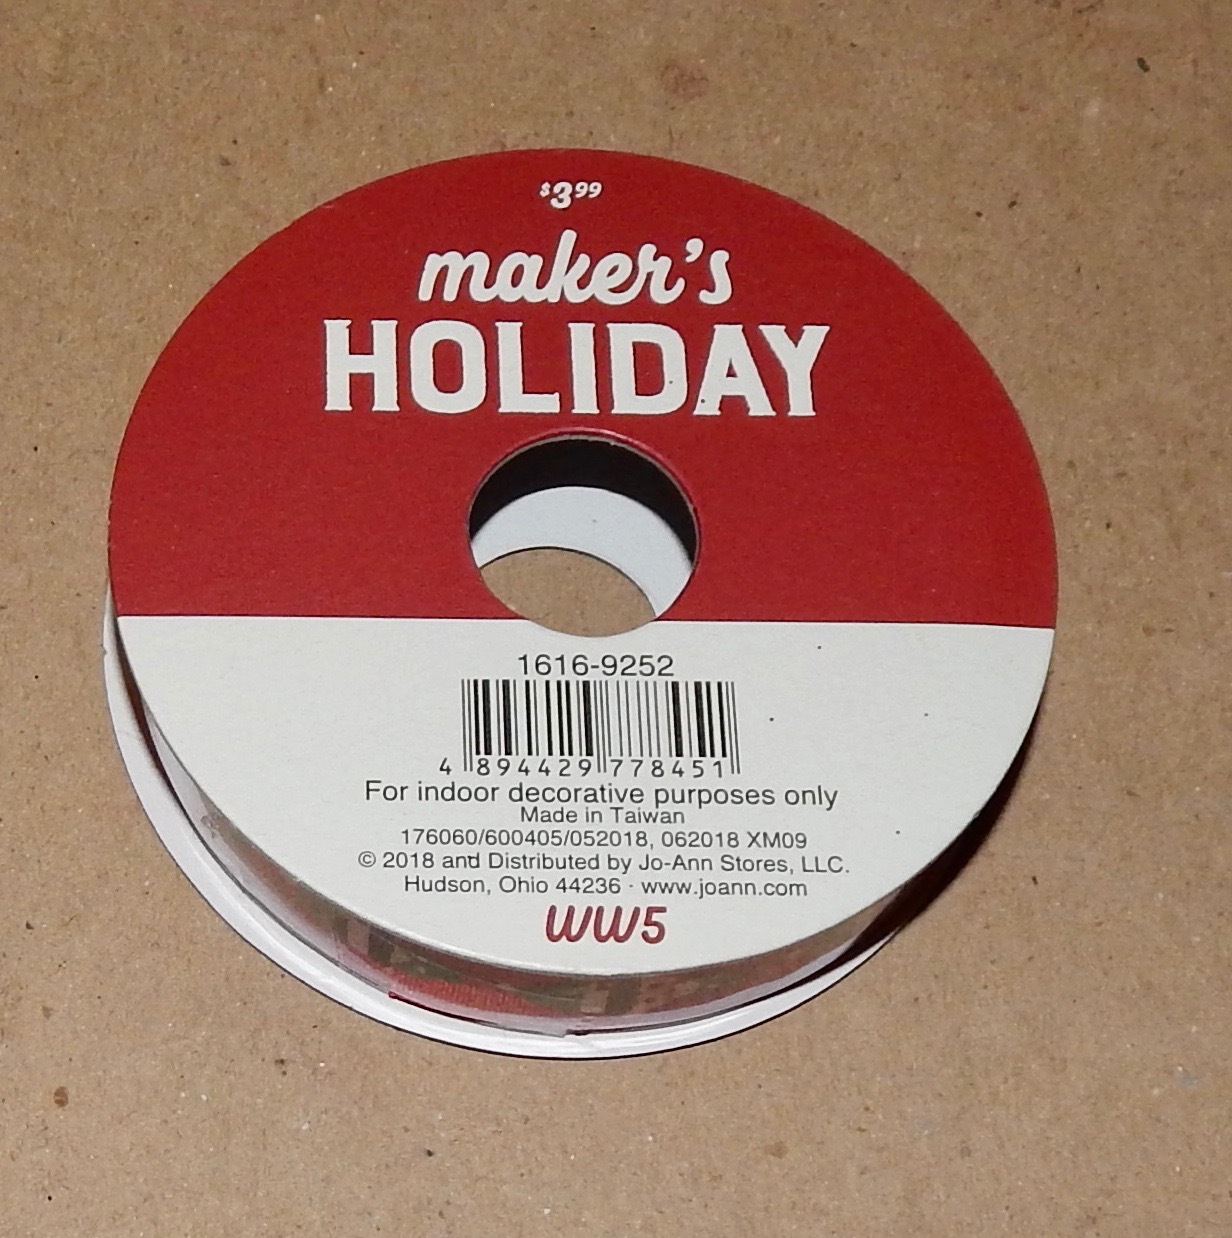 $3.99
maker's
HOLIDAY
1616-9252
4 894429 778451
For indoor decorative purposes only
Made in Taiwan
176060/600405/052018, 062018 XM09
© 2018 and Distributed by Jo-Ann Stores, LLC.
Hudson, Ohio 44236 · www.joann.com
WW5